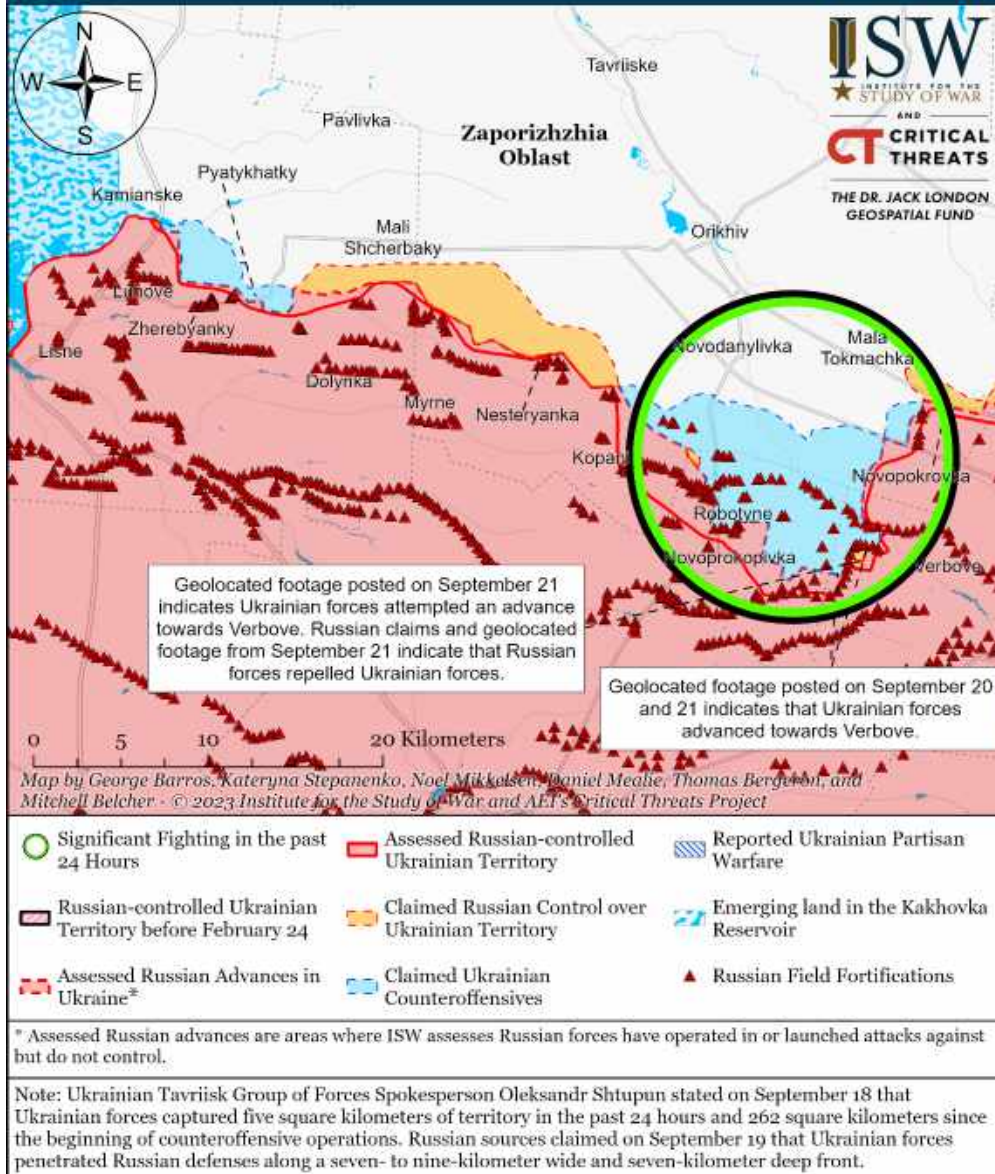 N
W E
S
ISW
INSTITUTE FOR THE
STUDY OF WAR
AND
CT CRITICAL
THREATS
THE DR. JACK LONDON
GEOSPATIAL FUND
Tavriiske
Pavlivka
Zaporizhzhia
Oblast
Pyatykhatky
Kamianske
Mali
Shcherbaky
Orikhiv
Lobkove
Zherebyanky
Lisne
Dolynka
Myrne
Nesteryanka
Novodanylivka
Mala
Tokmachka
Kopani
Novopokrovka
Robotyne
Novoprokopivka
Verbove
Geolocated footage posted on September 21
indicates Ukrainian forces attempted an advance
towards Verbove. Russian claims and geolocated
footage from September 21 indicate that Russian
forces repelled Ukrainian forces.
Geolocated footage posted on September 20
and 21 indicates that Ukrainian forces
advanced towards Verbove.
0 5 10 20 Kilometers
Map by George Barros, Kateryna Stepanenko, Noel Mikkelsen, Daniel Mealie, Thomas Bergeron, and
Mitchell Belcher - © 2023 Institute for the Study of War and AEI's Critical Threats Project
Significant Fighting in the past
24 Hours
Assessed Russian-controlled
Ukrainian Territory
Reported Ukrainian Partisan
Warfare
Russian-controlled Ukrainian
Territory before February 24
Claimed Russian Control over
Ukrainian Territory
Emerging land in the Kakhovka
Reservoir
Assessed Russian Advances in
Ukraine*
Claimed Ukrainian
Counteroffensives
Russian Field Fortifications
* Assessed Russian advances are areas where ISW assesses Russian forces have operated in or launched attacks against
but do not control.
Note: Ukrainian Tavriisk Group of Forces Spokesperson Oleksandr Shtupun stated on September 18 that
Ukrainian forces captured five square kilometers of territory in the past 24 hours and 262 square kilometers since
the beginning of counteroffensive operations. Russian sources claimed on September 19 that Ukrainian forces
penetrated Russian defenses along a seven- to nine-kilometer wide and seven-kilometer deep front.